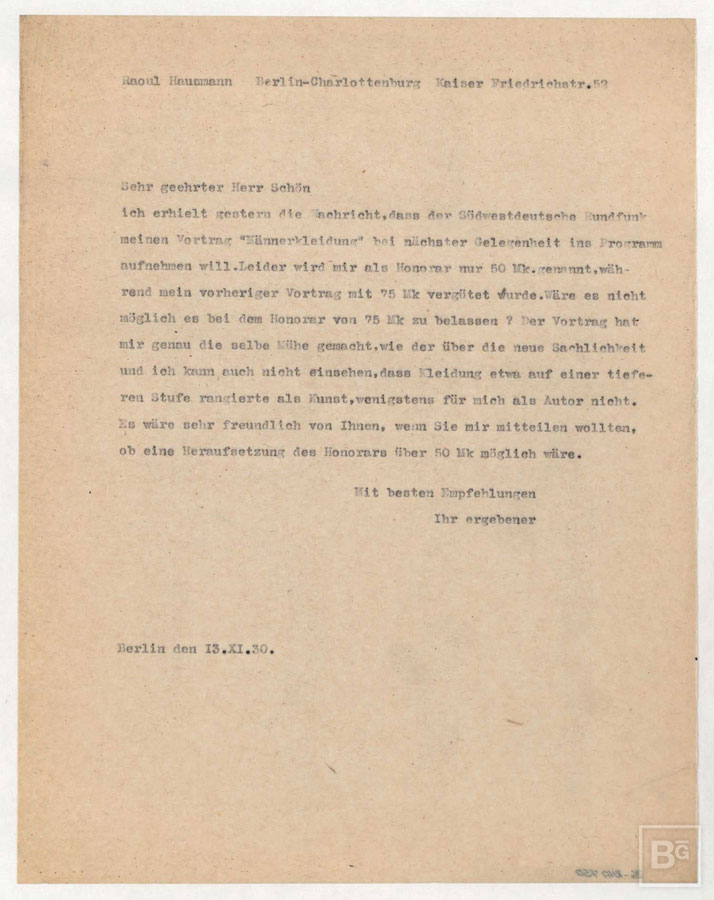 Raoul Hausmann Berlin-Charlottenburg Kaiser Friedrichstr.52
Sehr geehrter Herr Schön
ich erhielt gestern die Nachricht,dass der Südwestdeutsche Rundfunk
meinen Vortrag "Männerkleidung" bei nächster Gelegenheit ins Programm
aufnehmen will.Leider wird mir als Honorar nur 50 Mk.genannt,wäh-
rend mein vorheriger Vortrag mit 75 Mk vergütet wurde.Wäre es nicht
möglich es bei dem Honorar von 75 Mk zu belassen ? Der Vortrag hat
mir genau die selbe Mühe gemacht,wie der über die neue Sachlichkeit
und ich kann auch nicht einsehen,dass Kleidung etwa auf einer tiefe-
ren Stufe rangierte als Kunst,wenigstens für mich als Autor nicht.
Es wäre sehr freundlich von Ihnen, wenn Sie mir mitteilen wollten,
ob eine Heraufsetzung des Honorars über 50 Mk möglich wäre.
Mit besten Empfehlungen
Ihr ergebener
Berlin den 13.XI.30.
BG